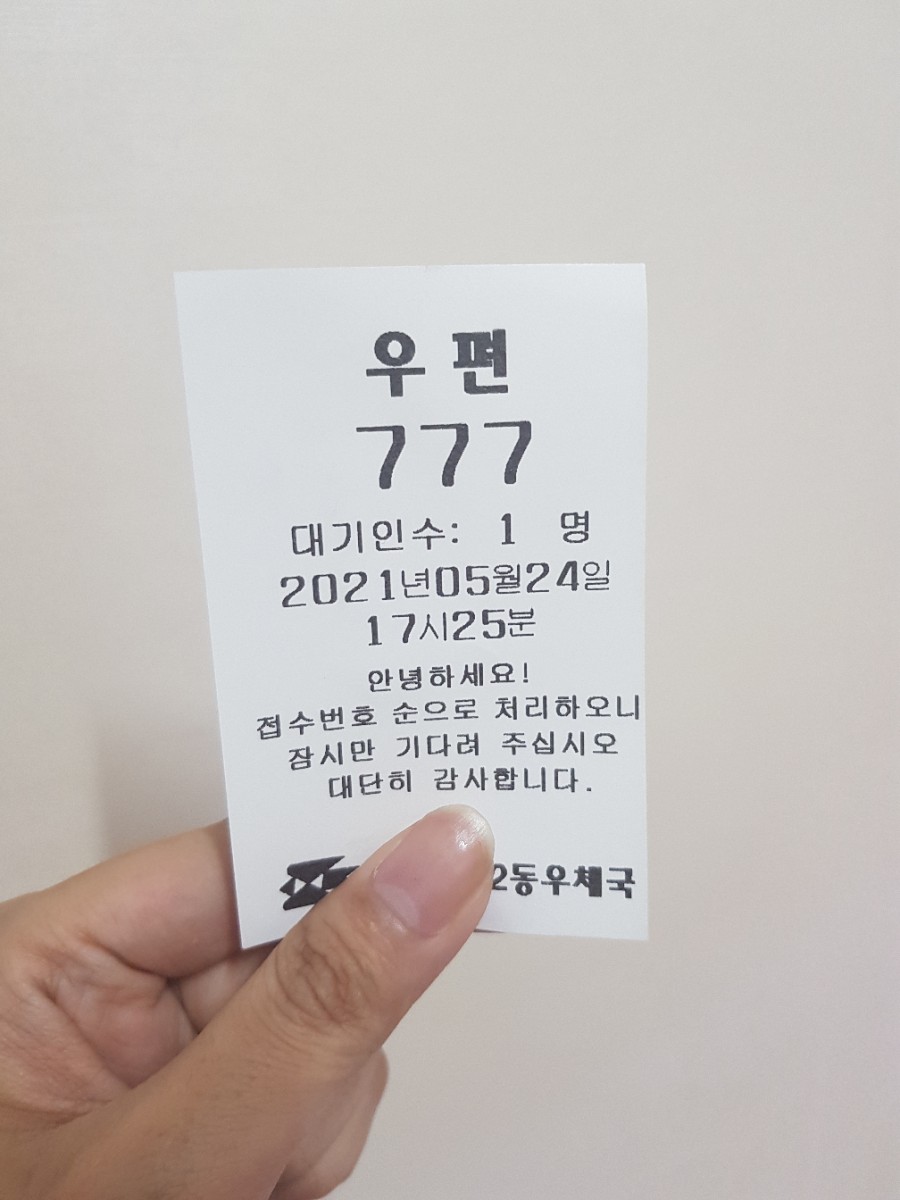 우편
777
대기인수: 1 명
2021년05월24일
17시25분
안녕하세요!
접수번호 순으로 처리하오니
잠시만 기다려 주십시오
대단히 감사합니다.
2동우체국